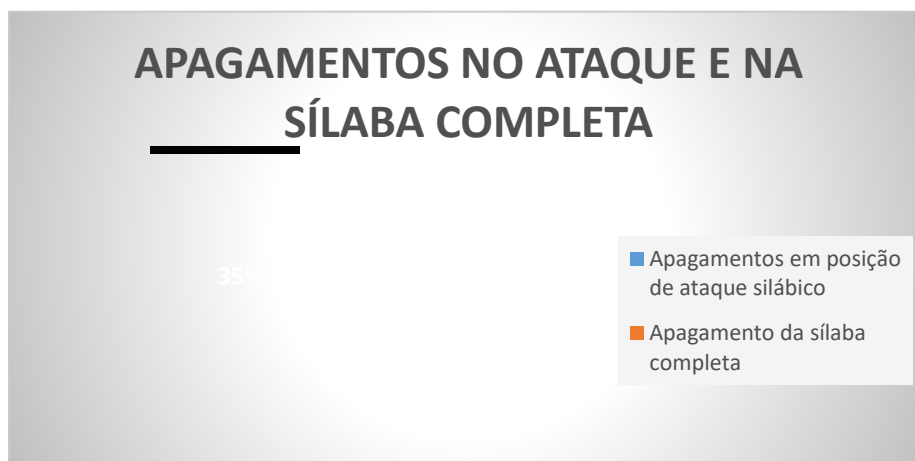 APAGAMENTOS NO ATAQUE E NA
SÍLABA COMPLETA
35%
Apagamentos em posição
de ataque silábico
Apagamento da sílaba
completa